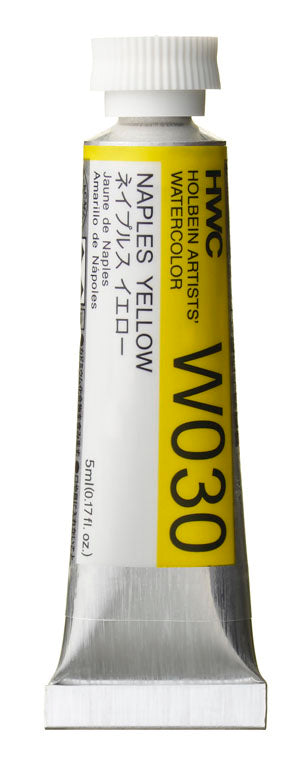 HWC
HOLBEIN ARTISTS'
WATERCOLOR
W030
NAPLES YELLOW
ネイプルス イエロー
Jaune de Naples
Amarillo de Nápoles
5ml(0.17fl. oz.)